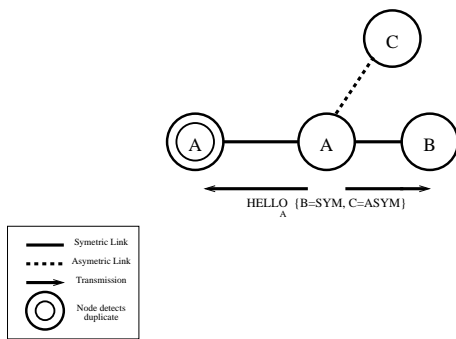 C
A
A
B
HELLO A {B=SYM, C=ASYM}
Symetric Link
Asymetric Link
Transmission
Node detects
duplicate